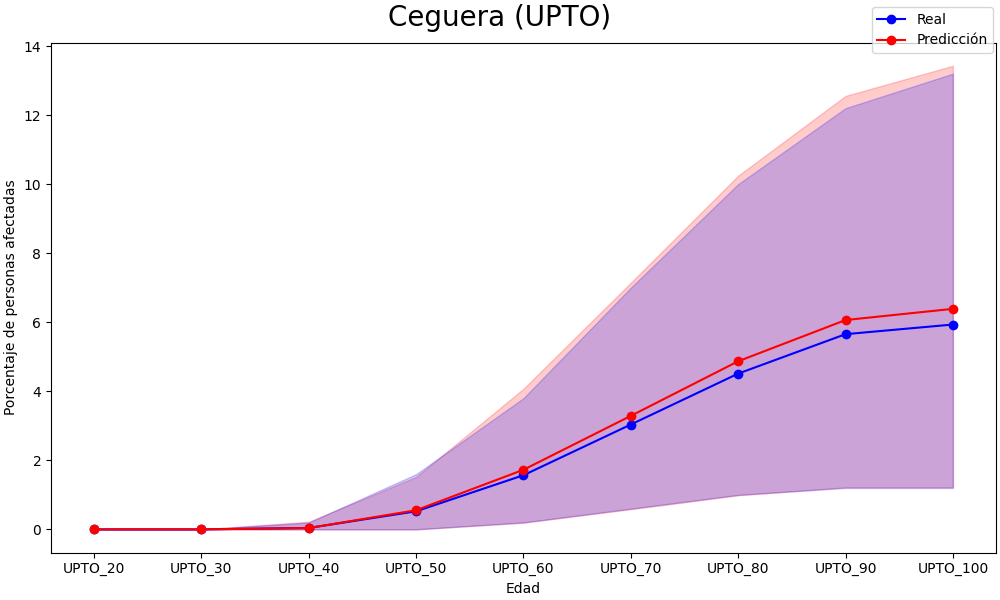 Ceguera (UPTO)
Real
Predicción
Porcentaje de personas afectadas
14
12
10
8
6
4
2
0
UPTO_20 UPTO_30 UPTO_40 UPTO_50 UPTO_60 UPTO_70 UPTO_80 UPTO_90 UPTO_100
Edad